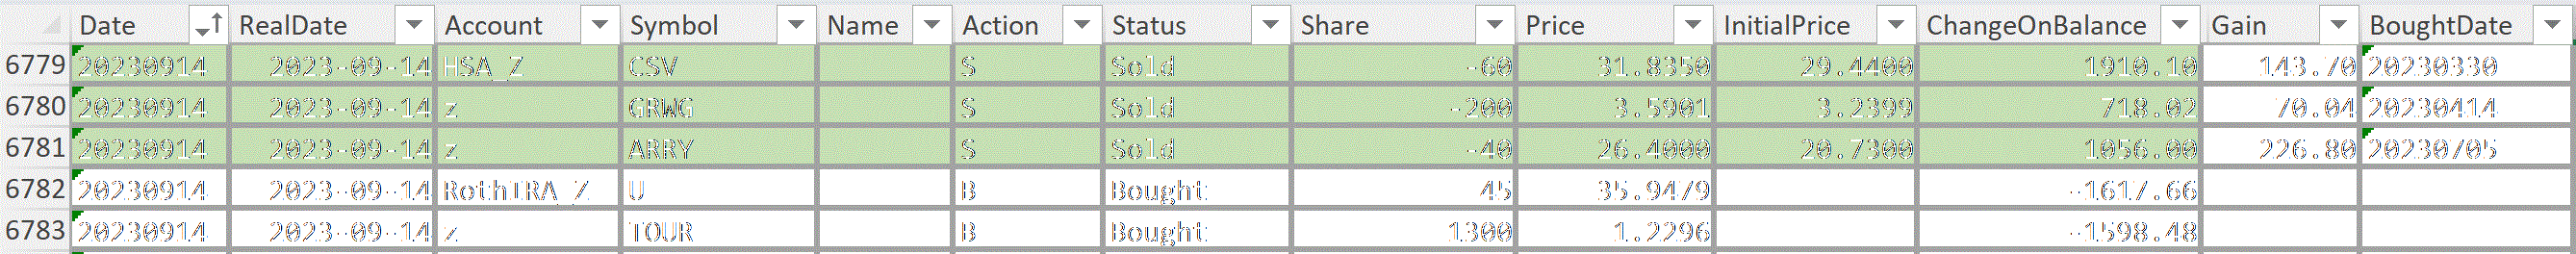 Date RealDate Account Symbol Name Action Status Share Price InitialPrice ChangeOnBalance Gain BoughtDate
6779 20230914 2023-09-14 HSA_Z CSV S Sold -60 31.8350 29.4400 1910.10 143.70 20230330
6780 20230914 2023-09-14 z GRWG S Sold -200 3.5901 3.2399 718.02 70.04 20230414
6781 20230914 2023-09-14 z ARRY S Sold -40 26.4000 20.7300 1056.00 226.80 20230705
6782 20230914 2023-09-14 RothIRA_Z U B Bought 45 35.9479 -1617.66
6783 20230914 2023-09-14 z TOUR B Bought 1300 1.2296 -1598.48